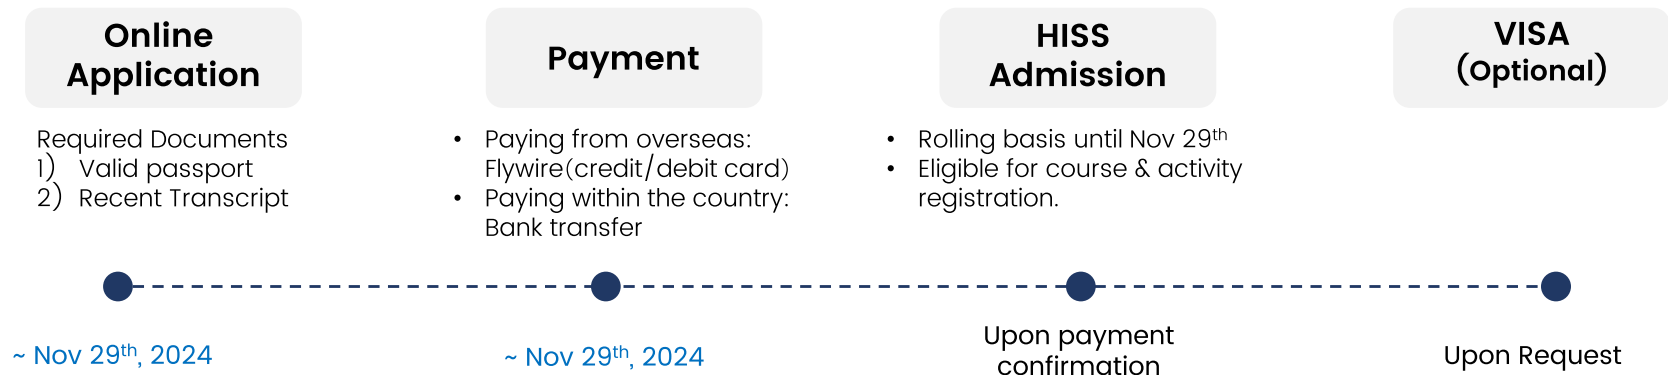 Online
Application
Required Documents
1) Valid passport
2) Recent Transcript
~ Nov 29th, 2024
Payment
• Paying from overseas:
Flywire(credit/debit card)
• Paying within the country:
Bank transfer
~ Nov 29th, 2024
HISS
Admission
• Rolling basis until Nov 29th
• Eligible for course & activity
registration.
Upon payment
confirmation
VISA
(Optional)
Upon Request